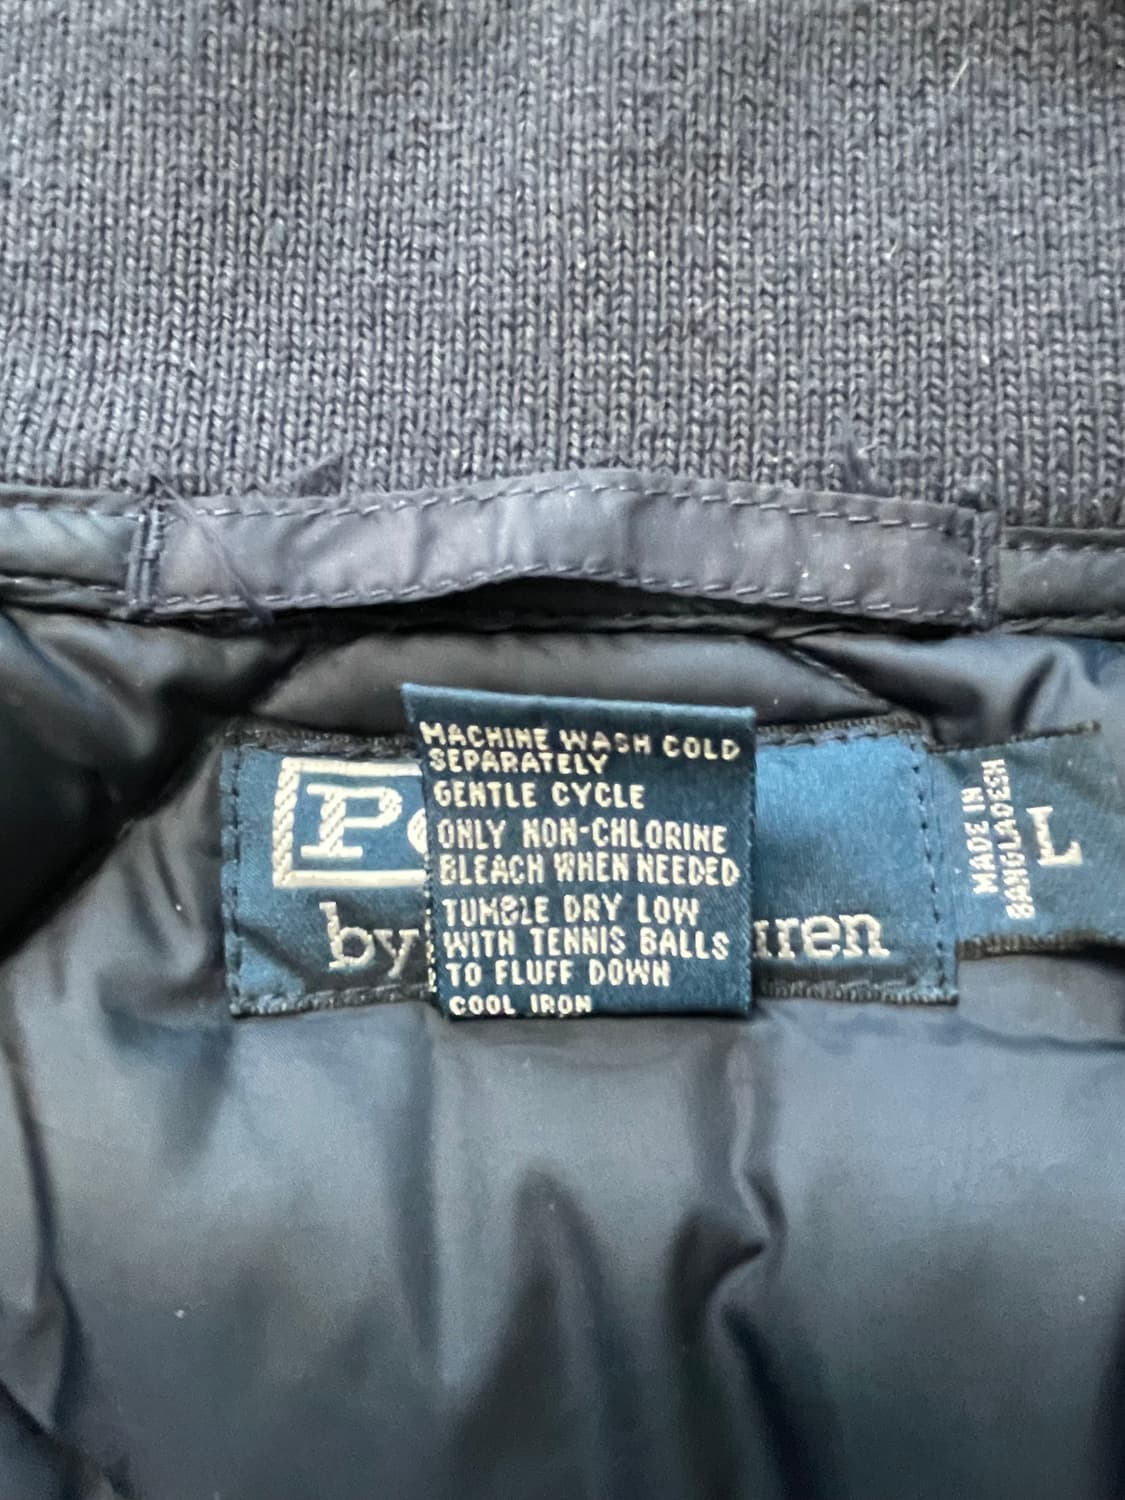 MACHINE WASH COLD
SEPARATELY
GENTLE CYCLE
ONLY NON-CHLORINE
BLEACH WHEN NEEDED
TUMBLE DRY LOW
WITH TENNIS BALLS
TO FLUFF DOWN
COOL IRON
P
by uren
MADE IN
BANGLADESH
L